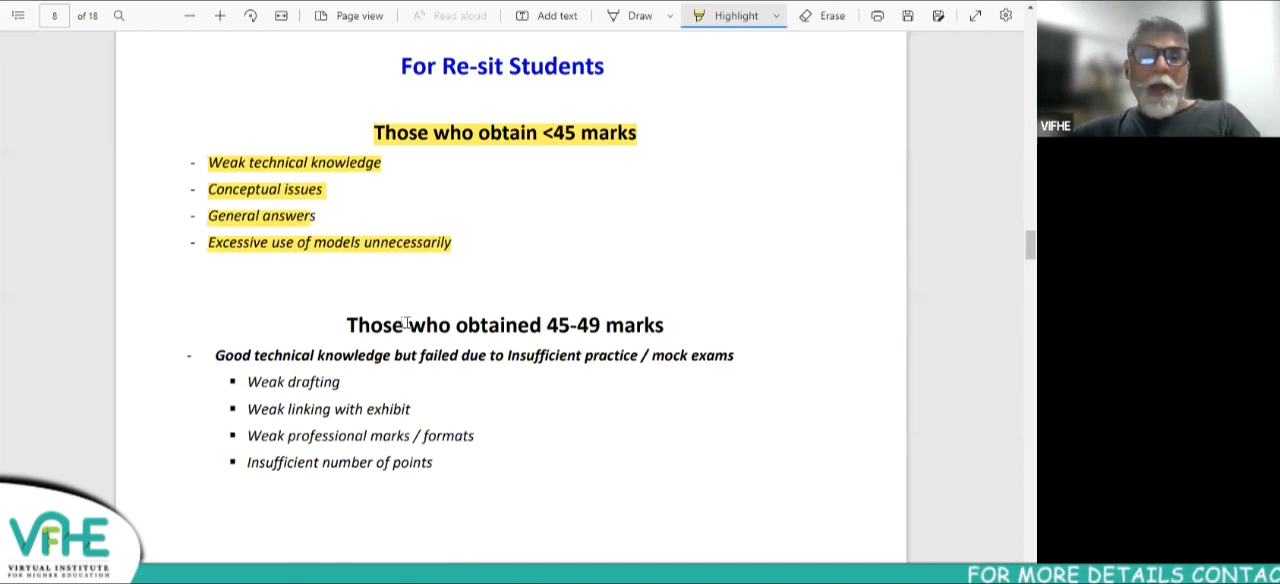 8 of 18 Page view Read aloud Add text Draw Highlight Erase
For Re-sit Students
Those who obtain <45 marks
- Weak technical knowledge
- Conceptual issues
- General answers
- Excessive use of models unnecessarily
VIFHE
Those who obtained 45-49 marks
- Good technical knowledge but failed due to Insufficient practice / mock exams
▪ Weak drafting
▪ Weak linking with exhibit
▪ Weak professional marks / formats
▪ Insufficient number of points
VIFHE
VIRTUAL INSTITUTE
FOR HIGHER EDUCATION
FOR MORE DETAILS CONTAC